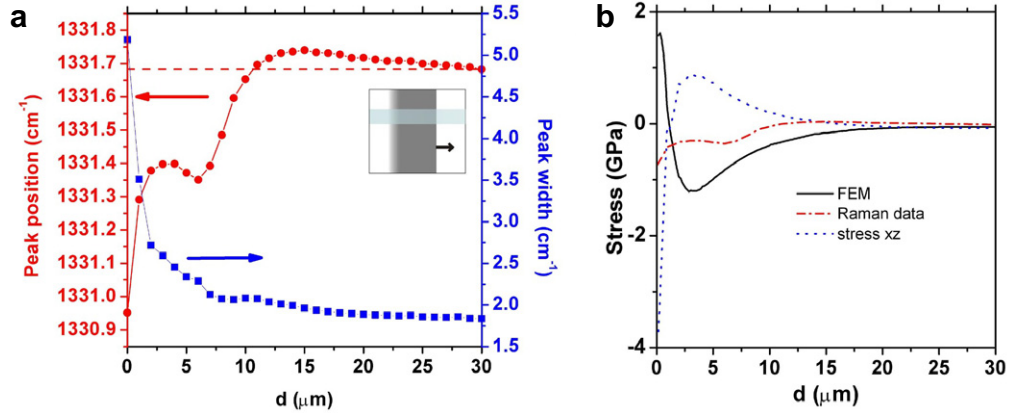 a
Peak position (cm⁻¹)
1331.8
1331.7
1331.6
1331.5
1331.4
1331.3
1331.2
1331.1
1331.0
1330.9
0 5 10 15 20 25 30
d (μm)
5.5
5.0
4.5
4.0
3.5
3.0
2.5
2.0
1.5
Peak width (cm⁻¹)
b
Stress (GPa)
2
0
-2
-4
FEM
Raman data
stress xz
0 5 10 15 20 25 30
d (μm)